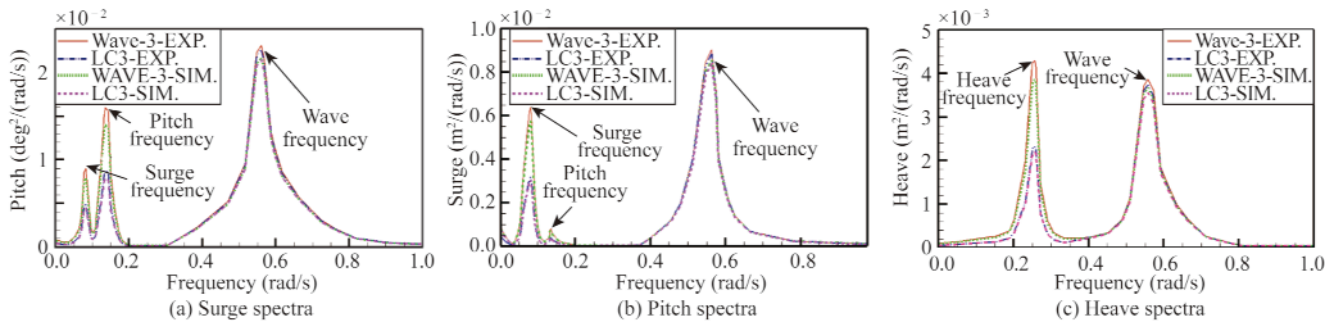 ×10⁻²
Pitch (deg²/(rad/s))
2
1
0
Wave-3-EXP.
LC3-EXP.
WAVE-3-SIM.
LC3-SIM.
Pitch
frequency
Surge
frequency
Wave
frequency
0.0 0.2 0.4 0.6 0.8 1.0
Frequency (rad/s)
(a) Surge spectra
×10⁻²
Surge (m²/(rad/s))
1.0
0.8
0.6
0.4
0.2
0.0
Wave-3-EXP.
LC3-EXP.
WAVE-3-SIM.
LC3-SIM.
Surge
frequency
Pitch
frequency
Wave
frequency
0.0 0.2 0.4 0.6 0.8
Frequency (rad/s)
(b) Pitch spectra
×10⁻³
Heave (m²/(rad/s))
5
4
3
2
1
0
Wave-3-EXP.
LC3-EXP.
WAVE-3-SIM.
LC3-SIM.
Heave
frequency
Wave
frequency
0.0 0.2 0.4 0.6 0.8 1.0
Frequency (rad/s)
(c) Heave spectra